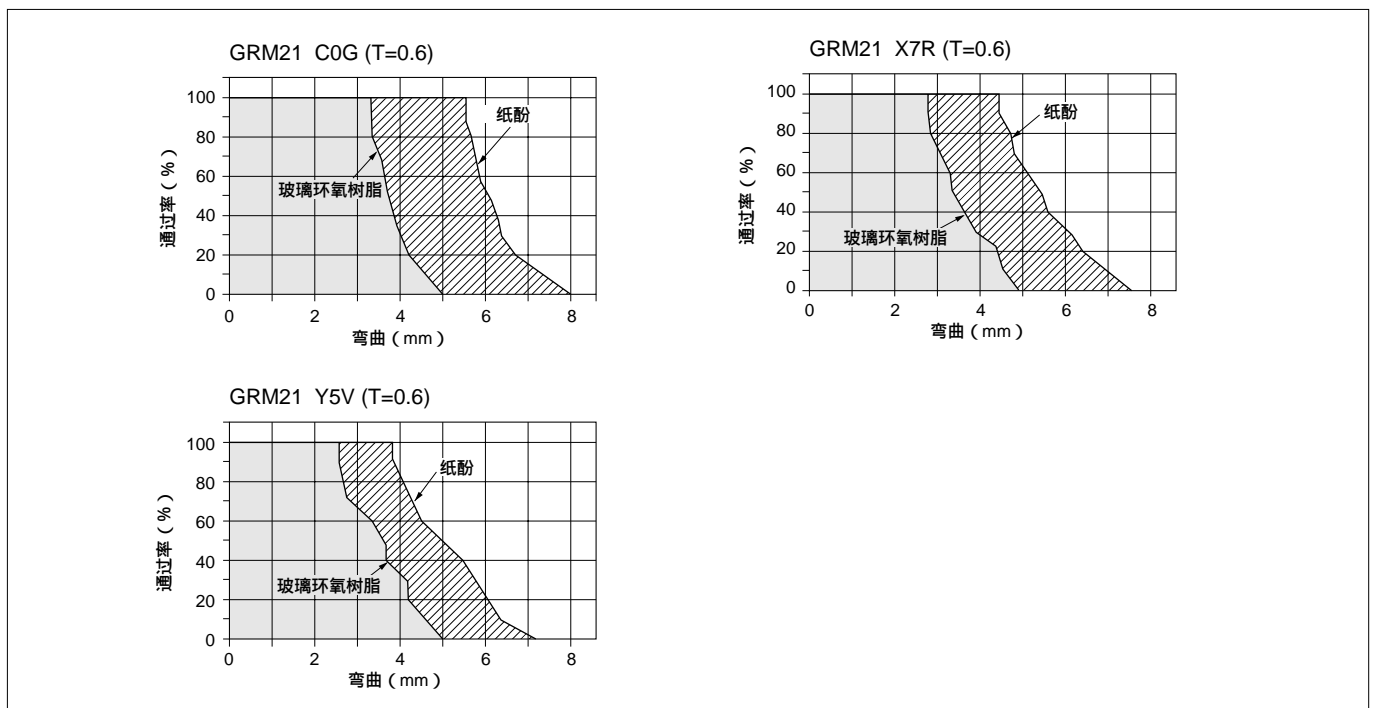 GRM21 C0G (T=0.6)
通过率（%）
100
80
60
40
20
0
纸酚
玻璃环氧树脂
0 2 4 6 8
弯曲（mm）
GRM21 X7R (T=0.6)
通过率（%）
100
80
60
40
20
0
纸酚
玻璃环氧树脂
0 2 4 6 8
弯曲（mm）
GRM21 Y5V (T=0.6)
通过率（%）
100
80
60
40
20
0
纸酚
玻璃环氧树脂
0 2 4 6 8
弯曲（mm）